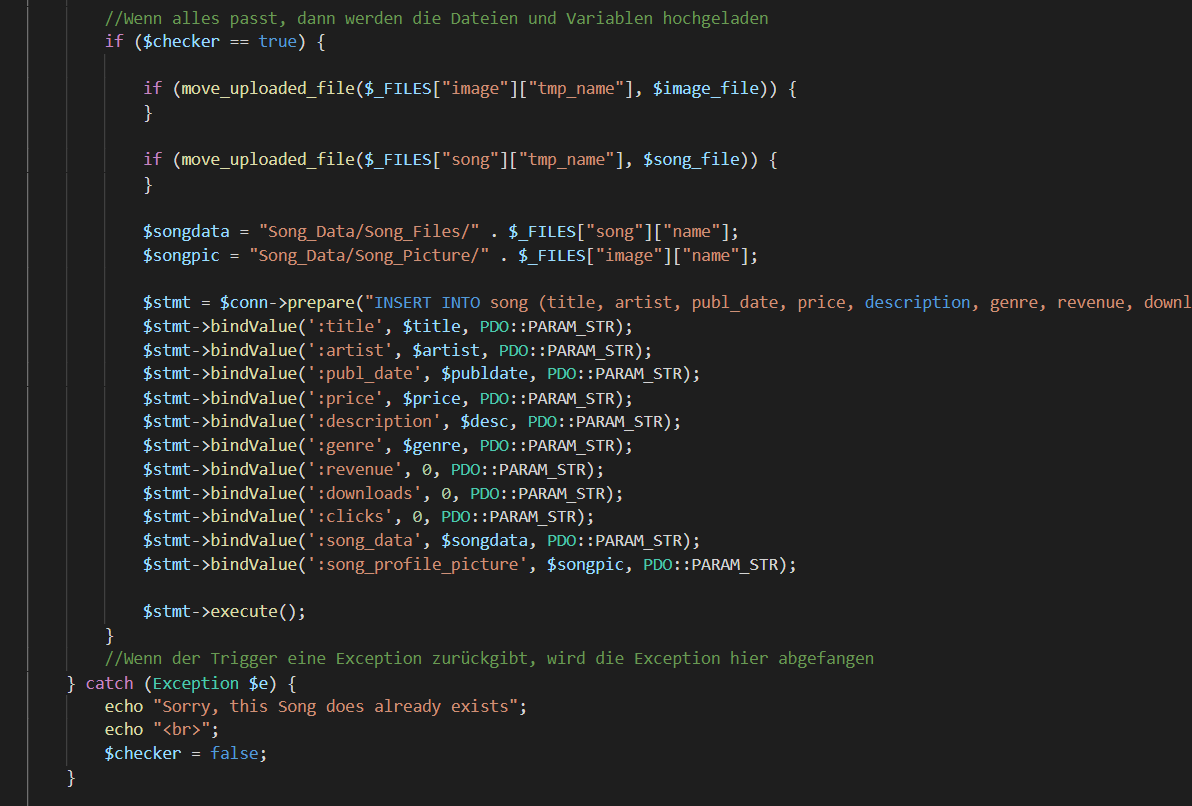 //Wenn alles passt, dann werden die Dateien und Variablen hochgeladen
if ($checker == true) {
if (move_uploaded_file($_FILES["image"]["tmp_name"], $image_file)) {
}
if (move_uploaded_file($_FILES["song"]["tmp_name"], $song_file)) {
}
$songdata = "Song_Data/Song_Files/" . $_FILES["song"]["name"];
$songpic = "Song_Data/Song_Picture/" . $_FILES["image"]["name"];
$stmt = $conn->prepare("INSERT INTO song (title, artist, publ_date, price, description, genre, revenue, downl
$stmt->bindValue(':title', $title, PDO::PARAM_STR);
$stmt->bindValue(':artist', $artist, PDO::PARAM_STR);
$stmt->bindValue(':publ_date', $publdate, PDO::PARAM_STR);
$stmt->bindValue(':price', $price, PDO::PARAM_STR);
$stmt->bindValue(':description', $desc, PDO::PARAM_STR);
$stmt->bindValue(':genre', $genre, PDO::PARAM_STR);
$stmt->bindValue(':revenue', 0, PDO::PARAM_STR);
$stmt->bindValue(':downloads', 0, PDO::PARAM_STR);
$stmt->bindValue(':clicks', 0, PDO::PARAM_STR);
$stmt->bindValue(':song_data', $songdata, PDO::PARAM_STR);
$stmt->bindValue(':song_profile_picture', $songpic, PDO::PARAM_STR);
$stmt->execute();
}
//Wenn der Trigger eine Exception zurückgibt, wird die Exception hier abgefangen
} catch (Exception $e) {
echo "Sorry, this Song does already exists";
echo "<br>";
$checker = false;
}